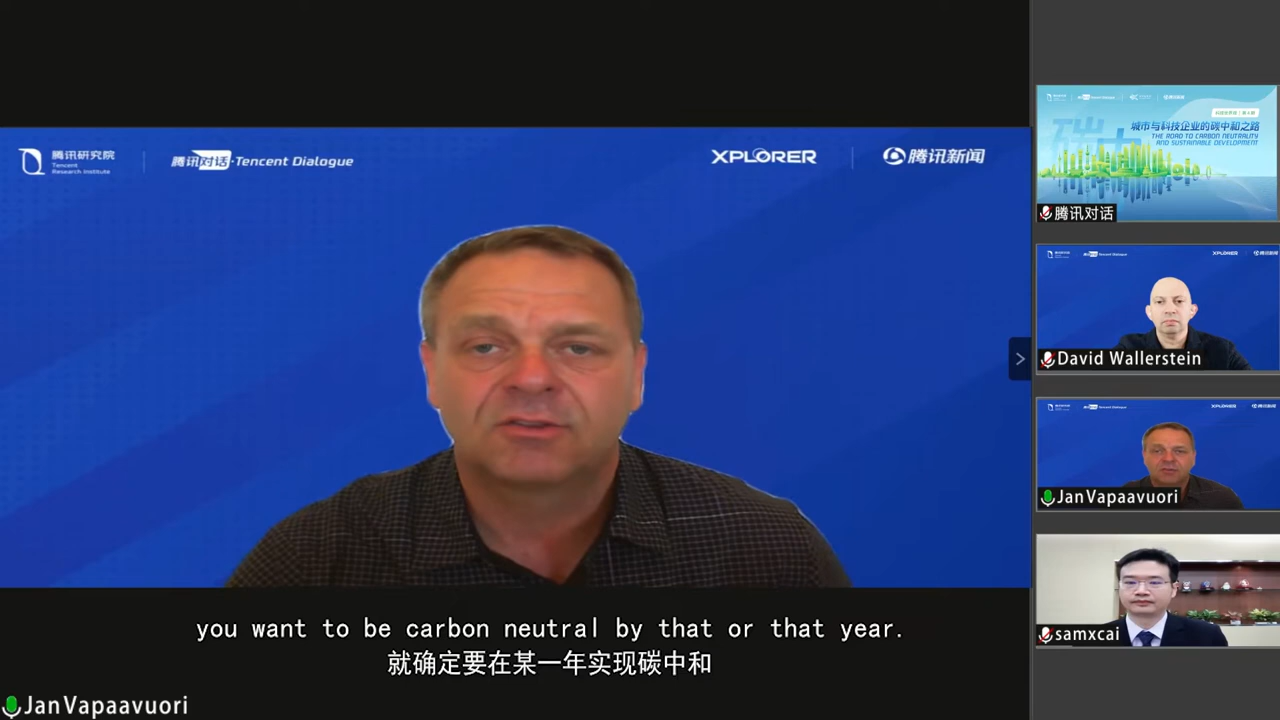 腾讯研究院
Tencent
Research Institute
腾讯对话·Tencent Dialogue
XPLORER
腾讯新闻
you want to be carbon neutral by that or that year.
就确定要在某一年实现碳中和
JanVapaavuori
城市与科技企业的碳中和之路
THE ROAD TO CARBON NEUTRALITY
AND SUSTAINABLE DEVELOPMENT
腾讯对话
XPLORER
David Wallerstein
XPLORER
JanVapaavuori
samxcai